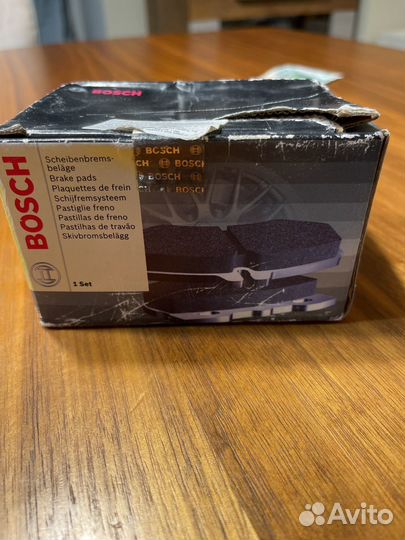 BOSCH
BOSCH
Scheibenbrems-
beläge
Brake pads
Plaquettes de frein
Schijfremsysteem
Pastiglie freno
Pastillas de freno
Pastilhas de travão
Skivbromsbelägg
1 Set
BOSCH
BOSCH
BOSCH
Avito